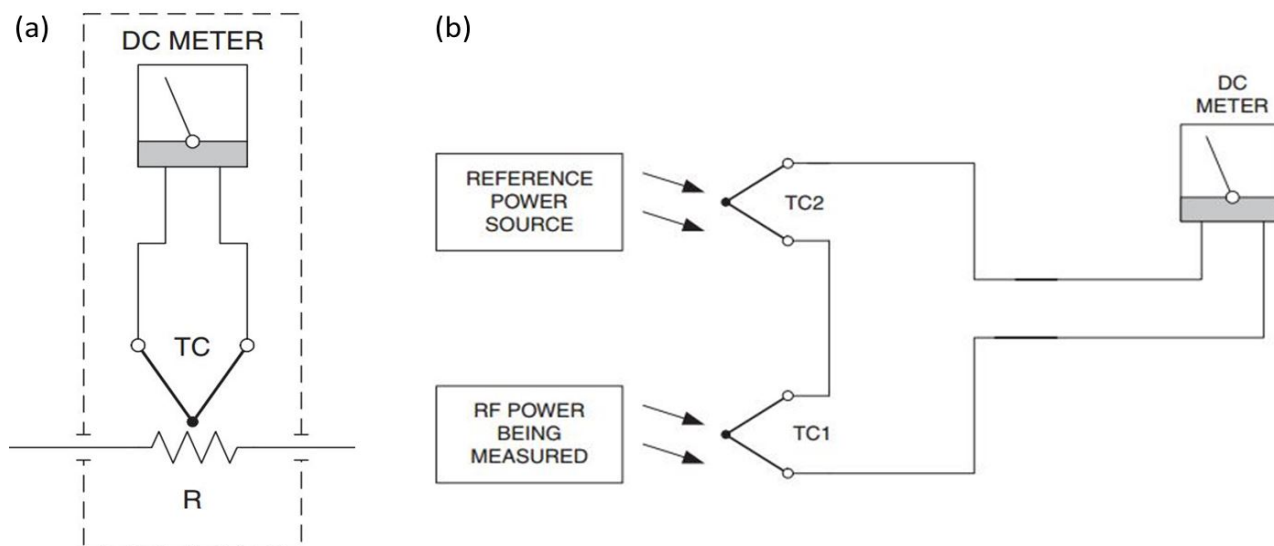 (a)
DC METER
TC
R
(b)
DC
METER
REFERENCE
POWER
SOURCE
TC2
RF POWER
BEING
MEASURED
TC1